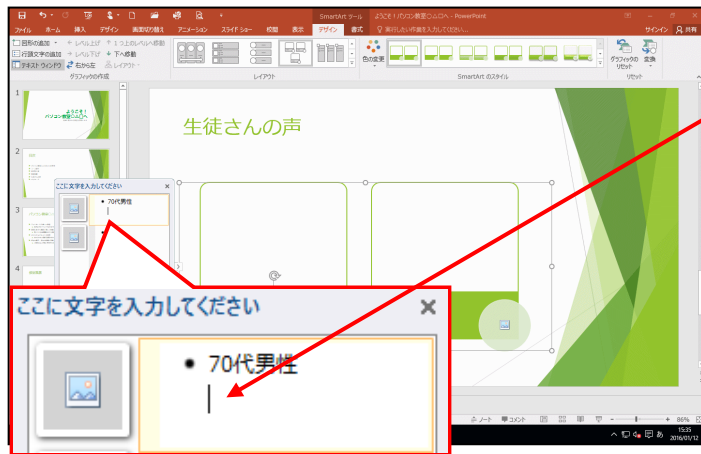 SmartArt ツール
ようこそ！パソコン教室○△□へ - PowerPoint
ファイル ホーム 挿入 デザイン 画面切り替え アニメーション スライド ショー 校閲 表示 デザイン 書式 実行したい作業を入力してください... サインイン 共有
図形の追加 レベル上げ 1 つ上のレベルへ移動
行頭文字の追加 レベル下げ 下へ移動
テキスト ウィンドウ 右から左 レイアウト
色の変更
グラフィックのリセット
変換
グラフィックの作成 レイアウト SmartArt のスタイル リセット
1
ようこそ！
パソコン教室○△□へ
2
3
4
生徒さんの声
ここに文字を入力してください
• 70代男性
ここに文字を入力してください ×
• 70代男性
ノート コメント 86%
あ 15:35
2016/01/12